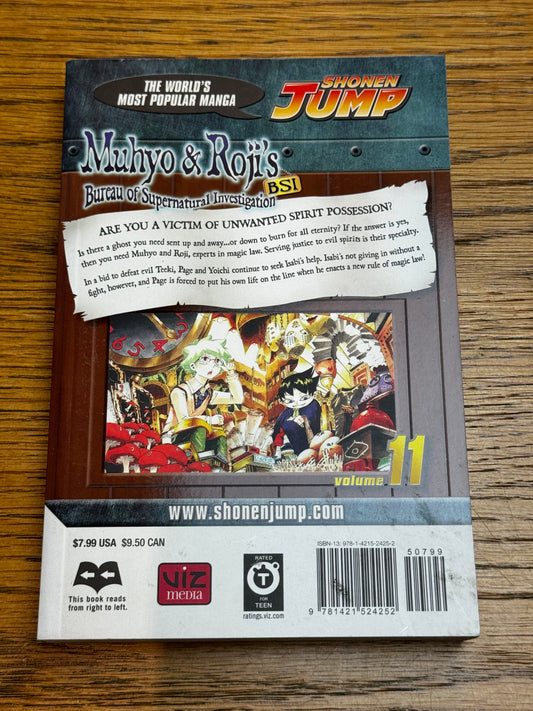 THE WORLD'S
MOST POPULAR MANGA
SHONEN
JUMP
Muhyo & Roji's
Bureau of Supernatural Investigation
BSI
ARE YOU A VICTIM OF UNWANTED SPIRIT POSSESSION?
Is there a ghost you need sent up and away...or down to burn for all eternity? If the answer is yes,
then you need Muhyo and Roji, experts in magic law. Serving justice to evil spirits is their specialty.
In a bid to defeat evil Teeki, Page and Yoichi continue to seek Isabi's help. Isabi's not giving in without a
fight, however, and Page is forced to put his own life on the line when he enacts a new rule of magic law!
6 5 4 3
volume 11
www.shonenjump.com
$7.99 USA $9.50 CAN
This book reads
from right to left.
VIZ
MEDIA
RATED
T
FOR
TEEN
ratings.viz.com
ISBN-13: 978-1-4215-2425-2
50799
9 781421 524252